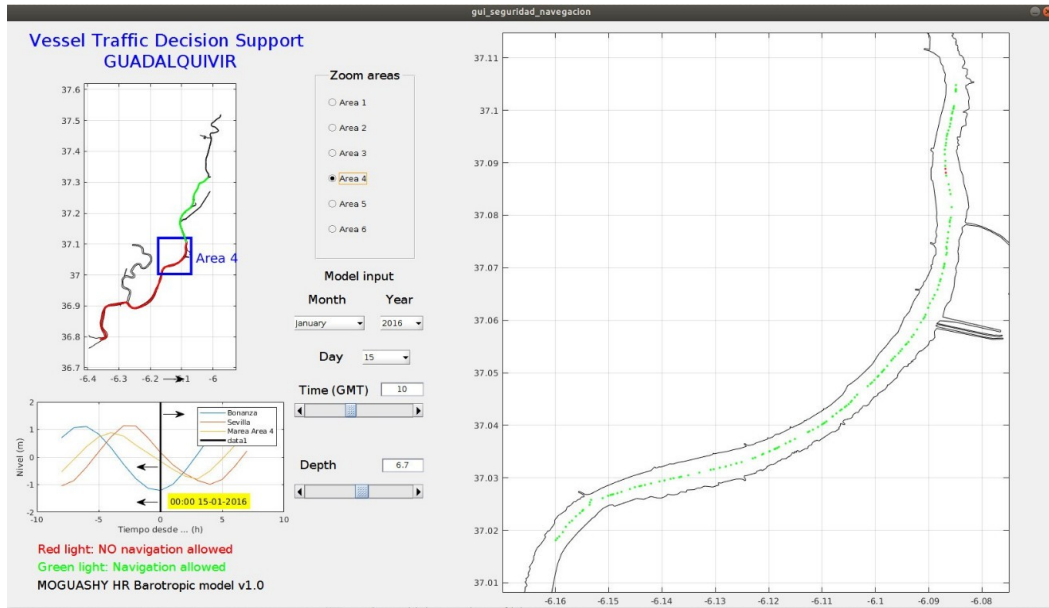 gui_seguridad_navegacion
Vessel Traffic Decision Support
GUADALQUIVIR
37.6
37.5
37.4
37.3
37.2
37.1
37
36.9
36.8
36.7
-6.4
-6.3
-6.2
-6
Area 4
Zoom areas
Area 1
Area 2
Area 3
Area 4
Area 5
Area 6
Model input
Month Year
January 2016
Day 15
Time (GMT) 10
Depth 6.7
2
1
0
-1
-2
Nivel (m)
-10 -5 0 5 10
Tiempo desde ... (h)
Bonanza
Sevilla
Marea Area 4
data1
00:00 15-01-2016
Red light: NO navigation allowed
Green light: Navigation allowed
MOGUASHY HR Barotropic model v1.0
37.11
37.1
37.09
37.08
37.07
37.06
37.05
37.04
37.03
37.02
37.01
-6.16 -6.15 -6.14 -6.13 -6.12 -6.11 -6.1 -6.09 -6.08